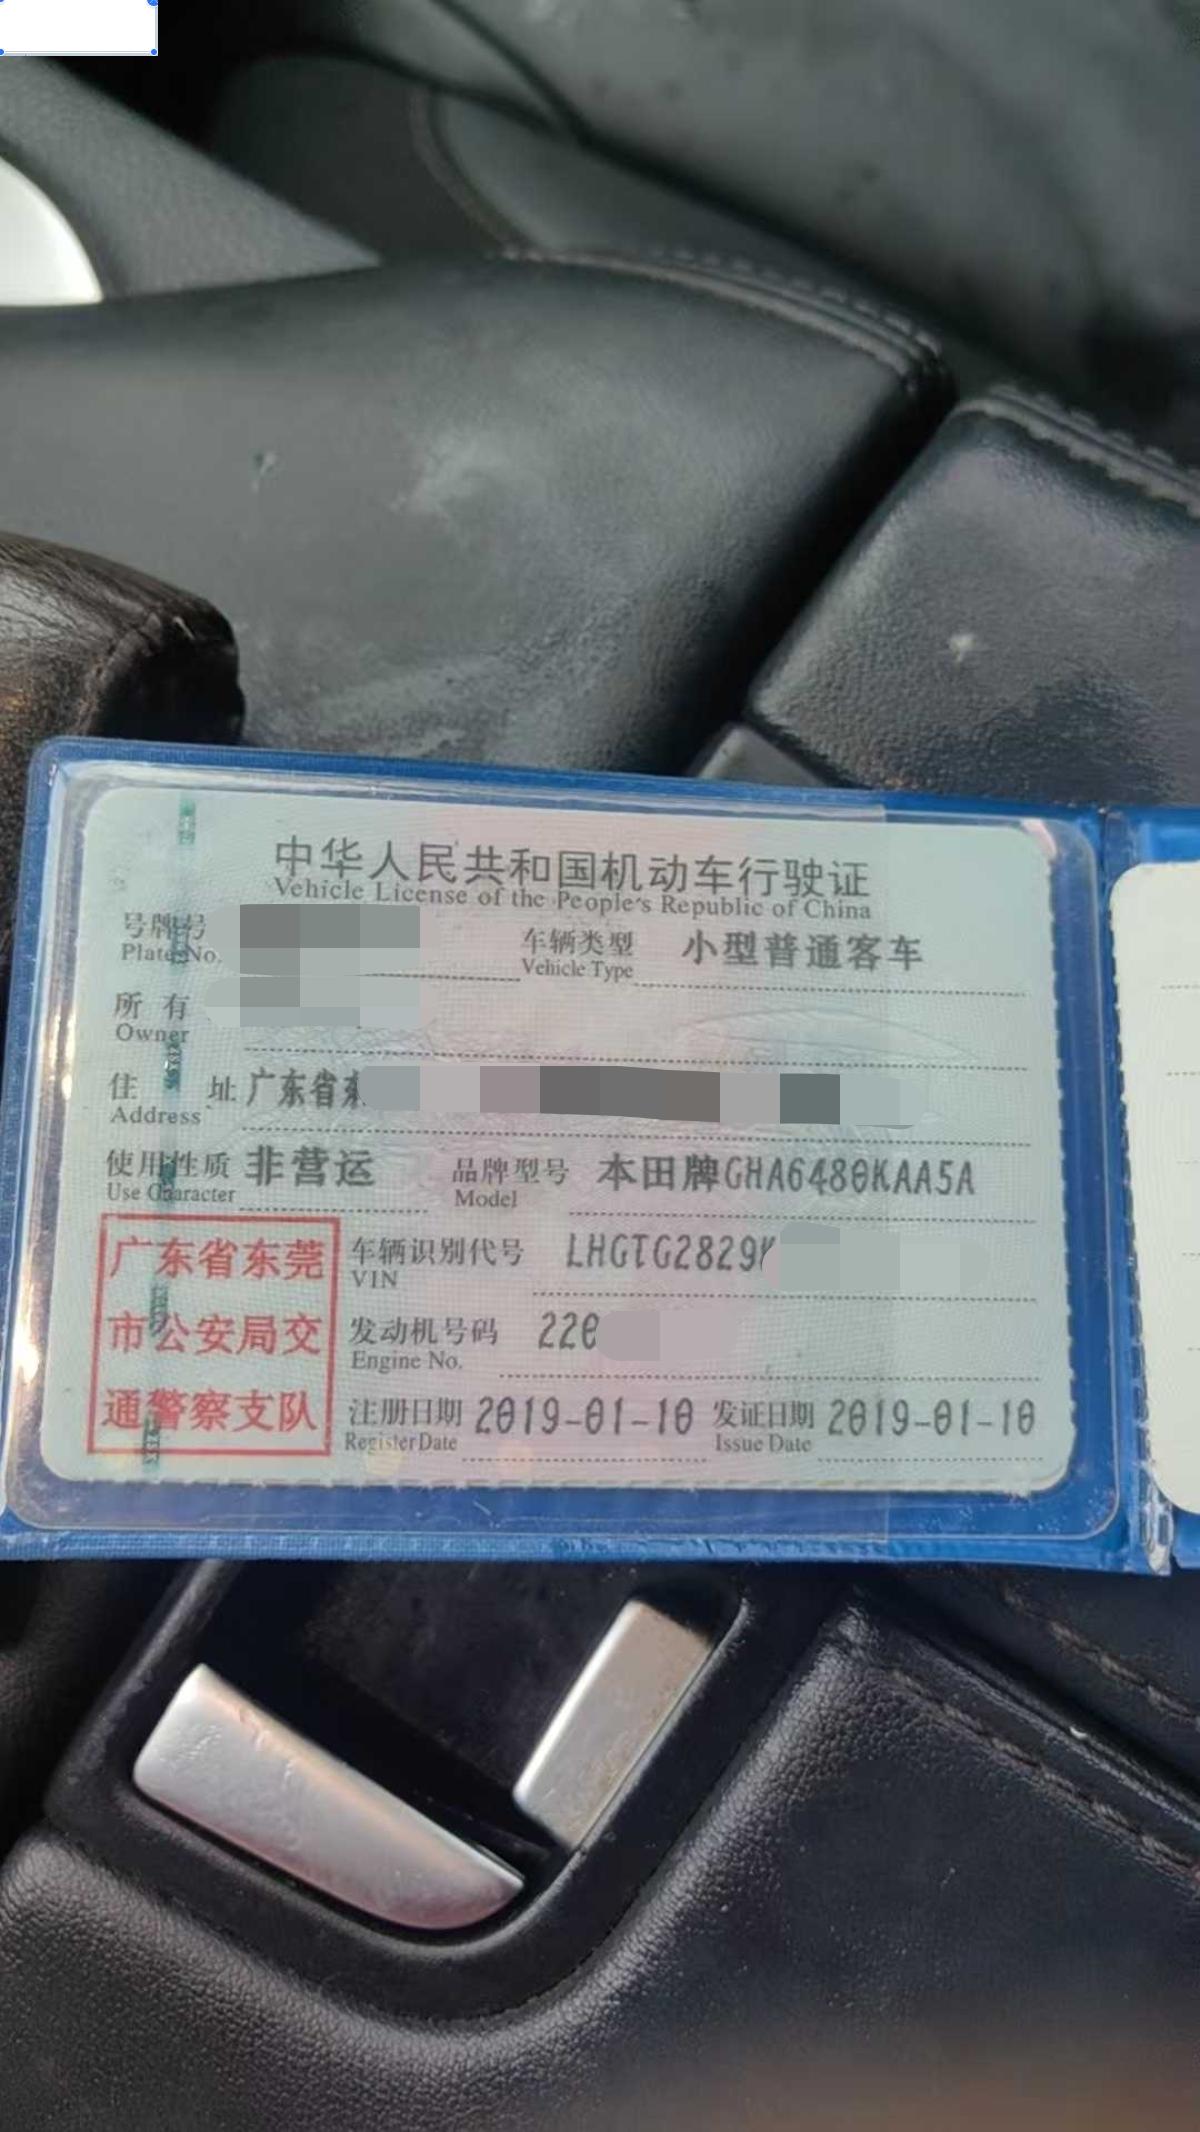 中华人民共和国机动车行驶证
Vehicle License of the People's Republic of China
号牌号
Plate No.
车辆类型 小型普通客车
Vehicle Type
所有
Owner
住址 广东省东
Address
使用性质 非营运
Use Character
品牌型号 本田牌GHA6480KAA5A
Model
广东省东莞
市公安局交
通警察支队
车辆识别代号 LHGTG2829K
VIN
发动机号码 220
Engine No.
注册日期 2019-01-10 发证日期 2019-01-10
Register Date Issue Date